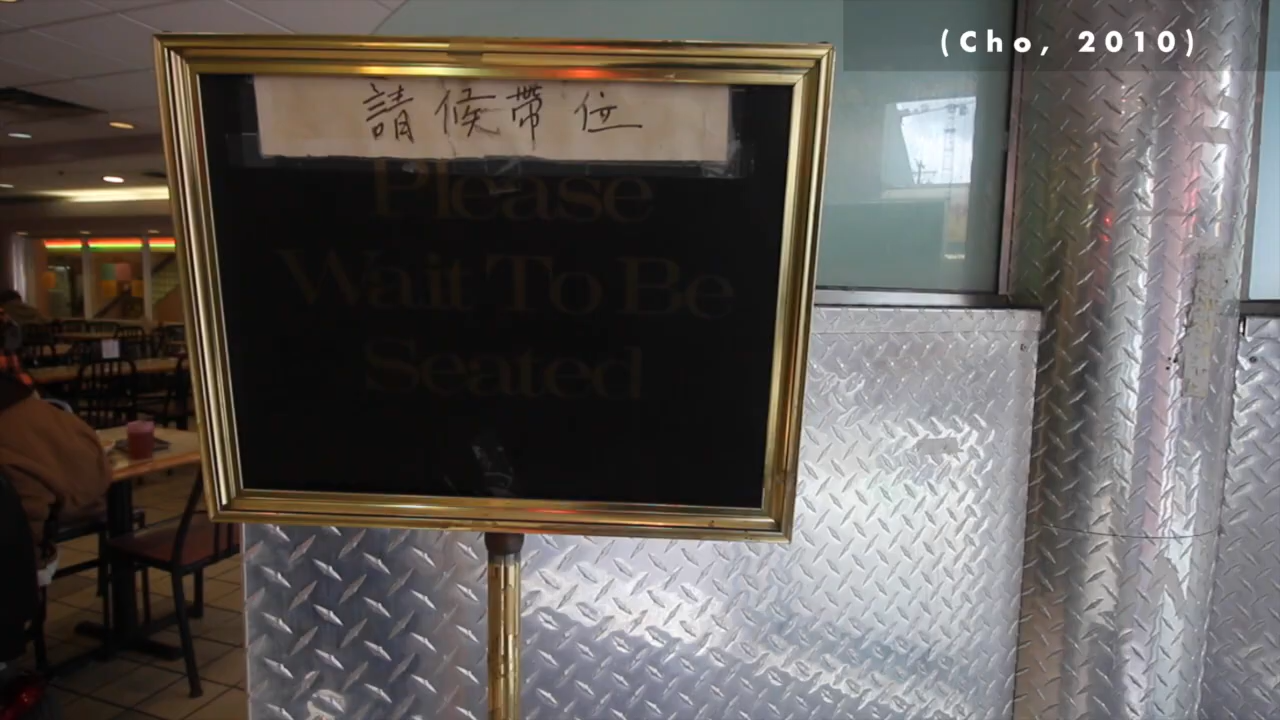 (Cho, 2010)
請候帶位
Please
Wait To Be
Seated